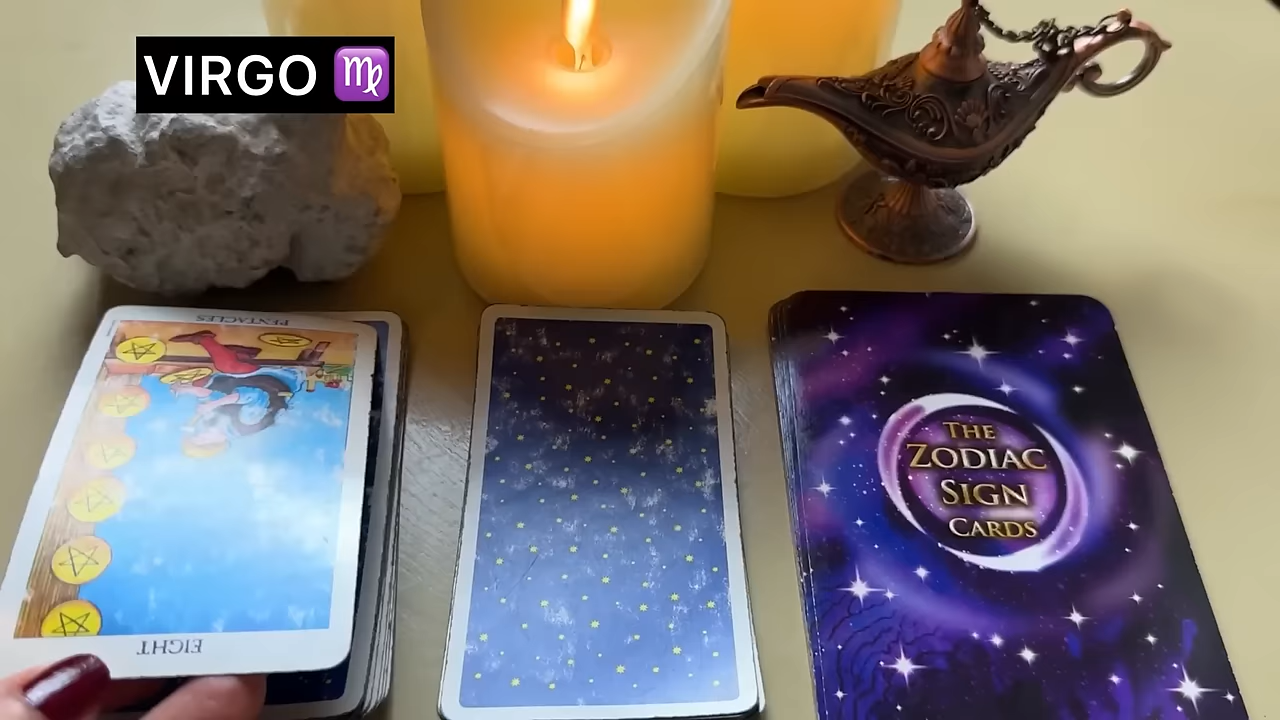 VIRGO ♍
PENTACLES
EIGHT
THE
ZODIAC
SIGN
CARDS